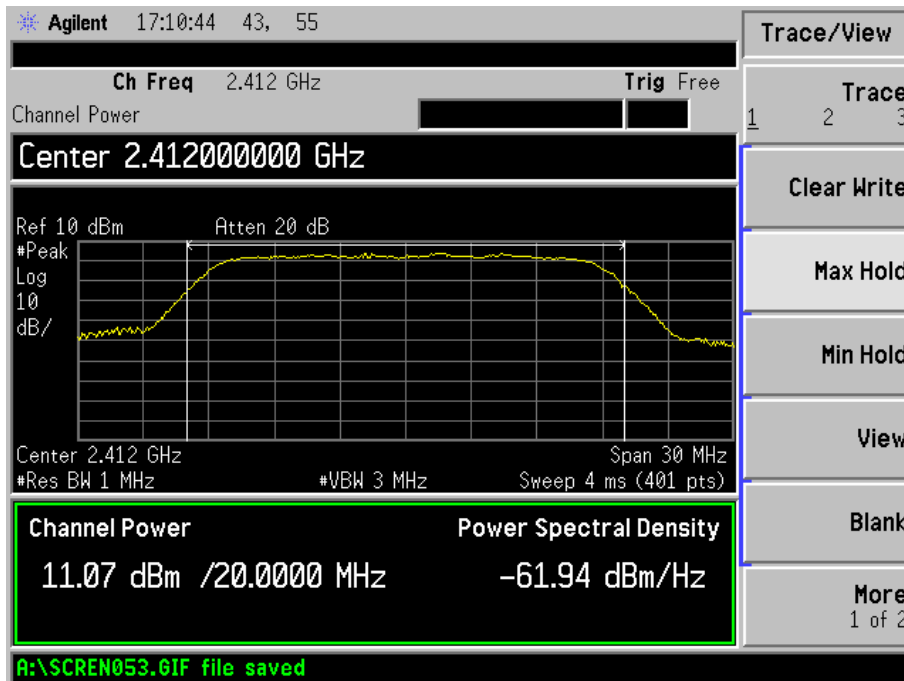 Agilent 17:10:44 43, 55
Trace/View
Ch Freq 2.412 GHz Trig Free
Channel Power
Trace
1 2 3
Center 2.412000000 GHz
Clear Write
Ref 10 dBm Atten 20 dB
#Peak
Log
10
dB/
Max Hold
Min Hold
View
Center 2.412 GHz Span 30 MHz
#Res BW 1 MHz #VBW 3 MHz Sweep 4 ms (401 pts)
Channel Power Power Spectral Density
11.07 dBm /20.0000 MHz -61.94 dBm/Hz
Blank
More
1 of 2
A:\SCREN053.GIF file saved